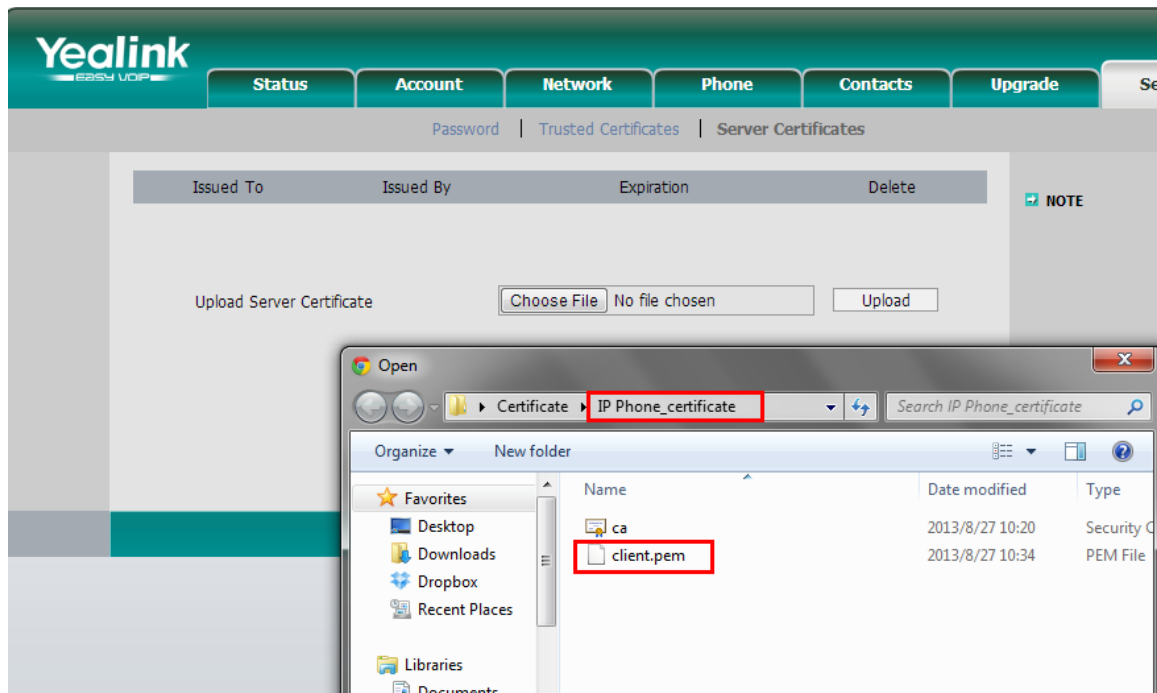 Yealink
EASY VOIP
Status Account Network Phone Contacts Upgrade Se
Password | Trusted Certificates | Server Certificates
Issued To Issued By Expiration Delete
NOTE
Upload Server Certificate Choose File No file chosen Upload
Open
Certificate IP Phone_certificate Search IP Phone_certificate
Organize New folder
Name Date modified Type
Favorites
ca 2013/8/27 10:20 Security C
Desktop
client.pem 2013/8/27 10:34 PEM File
Downloads
Dropbox
Recent Places
Libraries
Documents